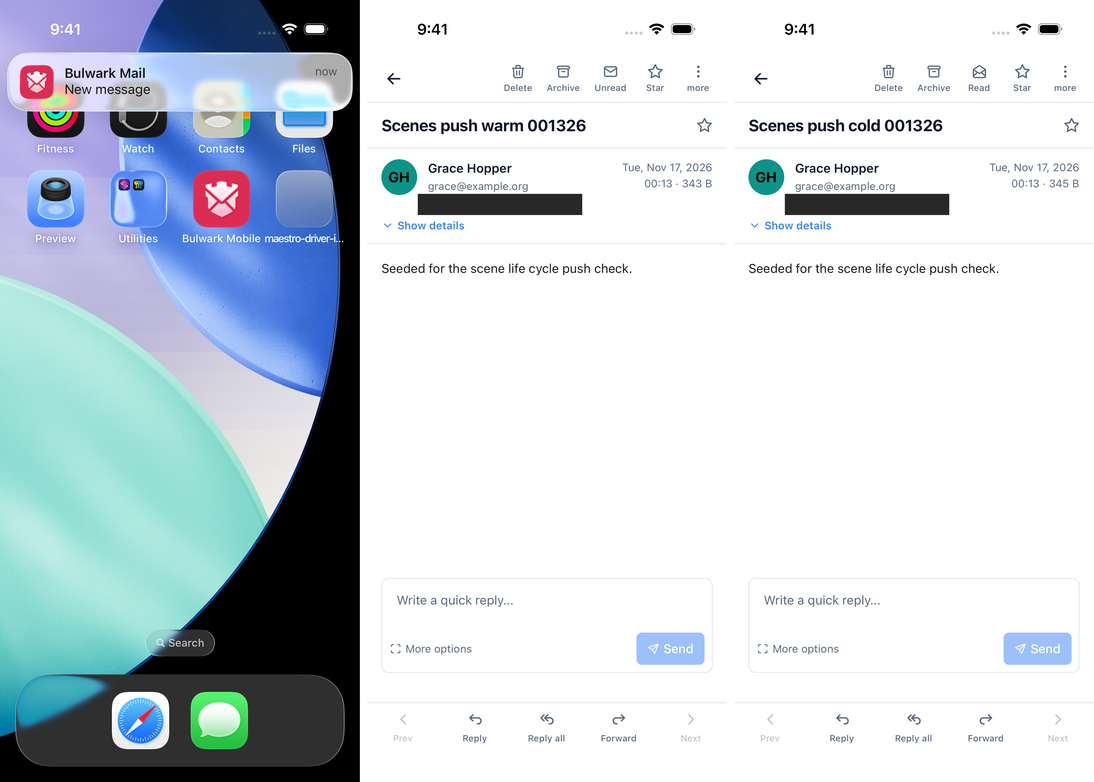 9:41
Bulwark Mail
now
New message
Fitness
Watch
Contacts
Files
Preview
Utilities
Bulwark Mobile
maestro-driver-i...
Search
9:41
Delete
Archive
Unread
Star
more
Scenes push warm 001326
GH
Grace Hopper
Tue, Nov 17, 2026
grace@example.org
00:13 · 343 B
Show details
Seeded for the scene life cycle push check.
Write a quick reply...
More options
Send
Prev
Reply
Reply all
Forward
Next
9:41
Delete
Archive
Read
Star
more
Scenes push cold 001326
GH
Grace Hopper
Tue, Nov 17, 2026
grace@example.org
00:13 · 345 B
Show details
Seeded for the scene life cycle push check.
Write a quick reply...
More options
Send
Prev
Reply
Reply all
Forward
Next